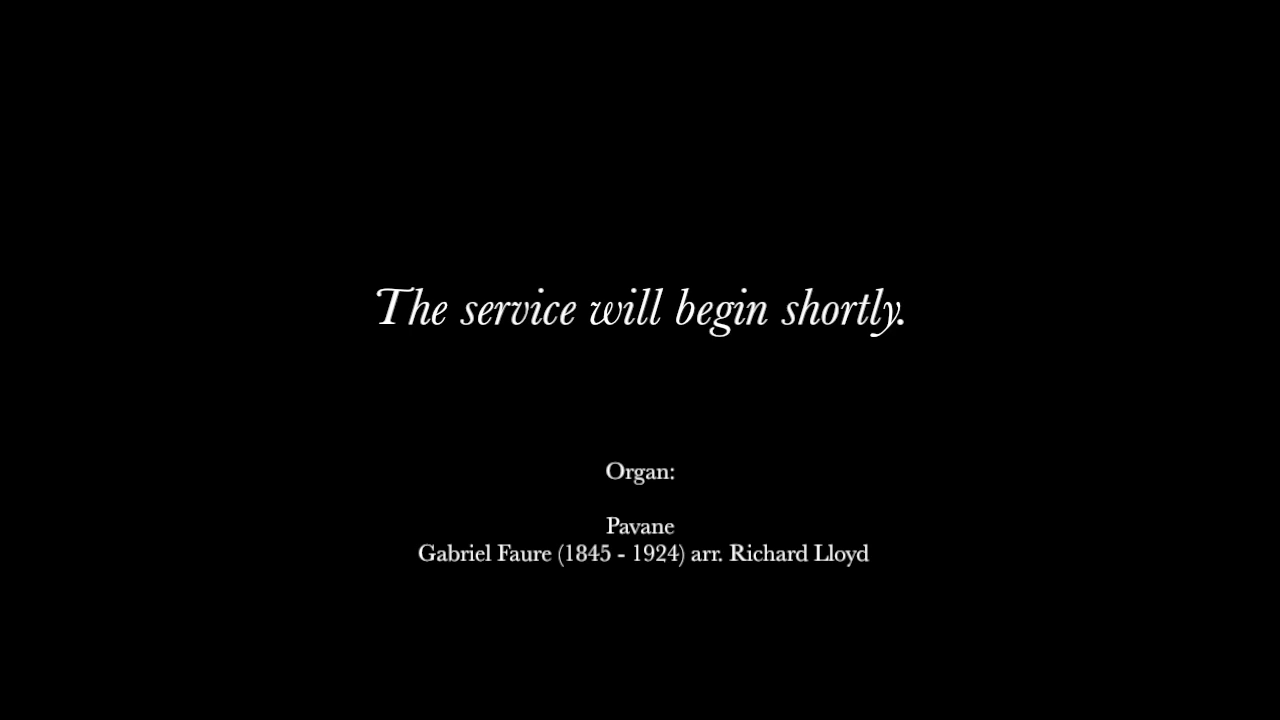 The service will begin shortly.
Organ:
Pavane
Gabriel Faure (1845 - 1924) arr. Richard Lloyd